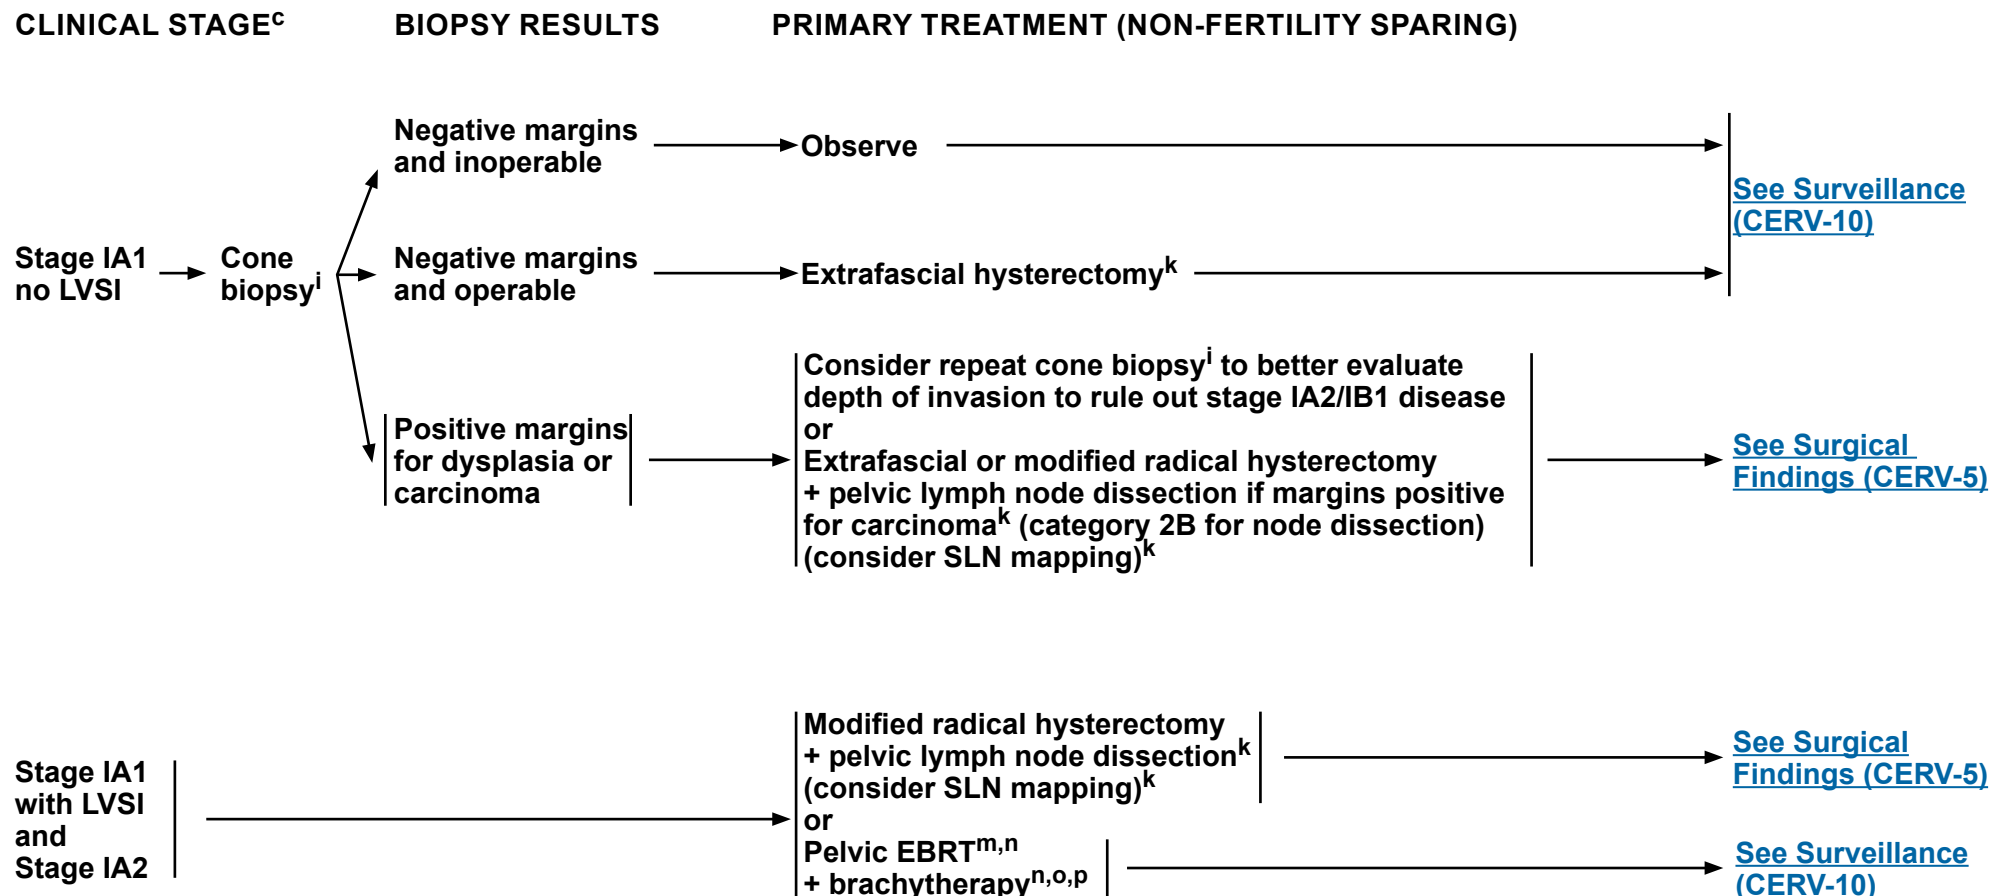 CLINICAL STAGEc BIOPSY RESULTS PRIMARY TREATMENT (NON-FERTILITY SPARING)
Stage IA1
no LVSI
Cone
biopsyi
Negative margins
and inoperable
Observe
Negative margins
and operable
Extrafascial hysterectomyk
See Surveillance
(CERV-10)
Positive margins
for dysplasia or
carcinoma
Consider repeat cone biopsyi to better evaluate
depth of invasion to rule out stage IA2/IB1 disease
or
Extrafascial or modified radical hysterectomy
+ pelvic lymph node dissection if margins positive
for carcinomak (category 2B for node dissection)
(consider SLN mapping)k
See Surgical
Findings (CERV-5)
Stage IA1
with LVSI
and
Stage IA2
Modified radical hysterectomy
+ pelvic lymph node dissectionk
(consider SLN mapping)k
or
Pelvic EBRTm,n
+ brachytherapyn,o,p
See Surgical
Findings (CERV-5)
See Surveillance
(CERV-10)